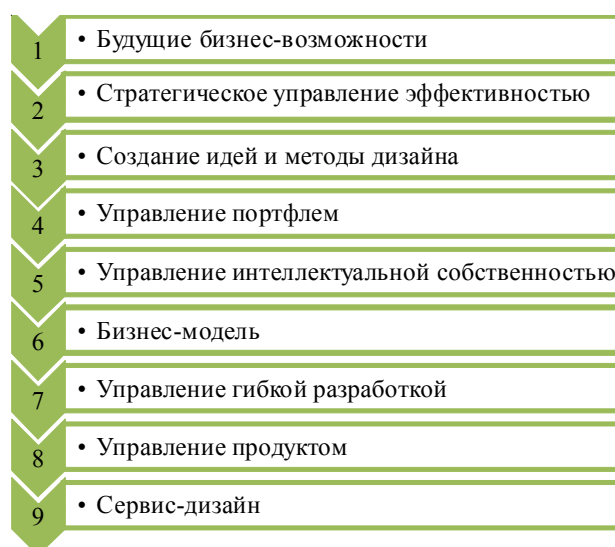 1 • Будущие бизнес-возможности
2 • Стратегическое управление эффективностью
3 • Создание идей и методы дизайна
4 • Управление портфлем
5 • Управление интеллектуальной собственностью
6 • Бизнес-модель
7 • Управление гибкой разработкой
8 • Управление продуктом
9 • Сервис-дизайн